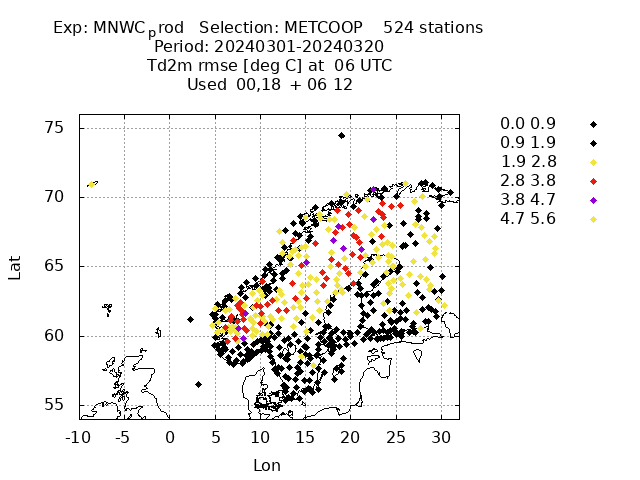 Exp: MNWCprod   Selection: METCOOP    524 stations
Period: 20240301-20240320
Td2m rmse [deg C] at  06 UTC
Used  00,18  + 06 12
0.0 0.9
0.9 1.9
1.9 2.8
2.8 3.8
3.8 4.7
4.7 5.6
75
70
65
60
55
Lat
-10 -5 0 5 10 15 20 25 30
Lon